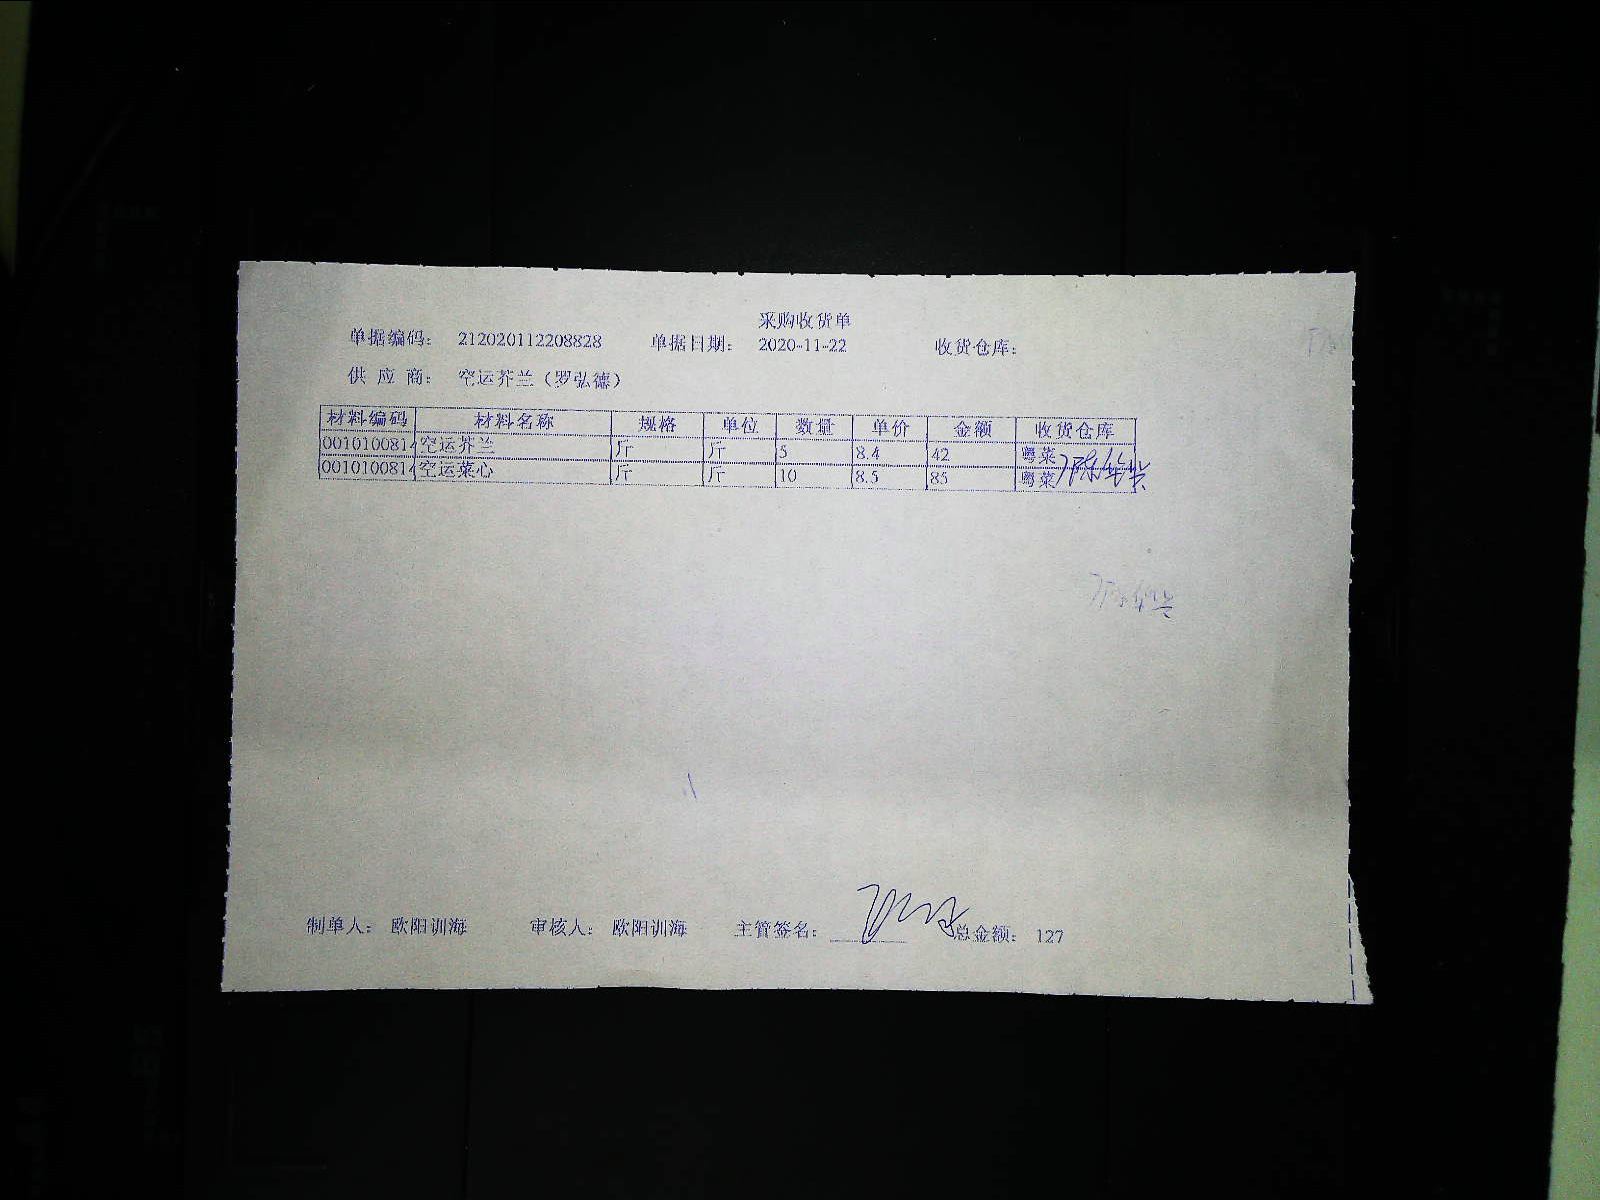 采购收货单
单据编码： 212020112208828 单据日期： 2020-11-22 收货仓库：
供 应 商： 空运芥兰（罗弘德）
材料编码 材料名称 规格 单位 数量 单价 金额 收货仓库
0010100814 空运芥兰 斤 斤 5 8.4 42 粤菜
0010100814 空运菜心 斤 斤 10 8.5 85 粤菜
制单人： 欧阳训海 审核人： 欧阳训海 主管签名： 总金额： 127